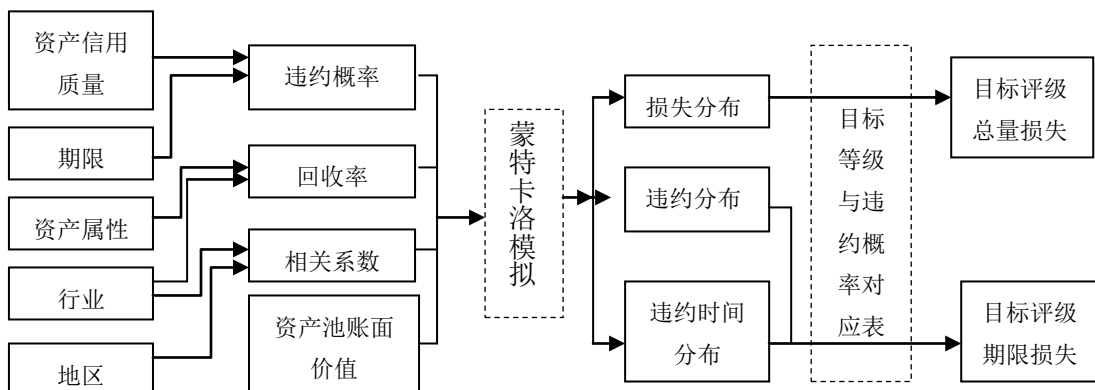 资产信用
质量
期限
资产属性
行业
地区
违约概率
回收率
相关系数
资产池账面
价值
蒙特卡洛模拟
损失分布
违约分布
违约时间
分布
目标
等级
与违
约概
率对
应表
目标评级
总量损失
目标评级
期限损失